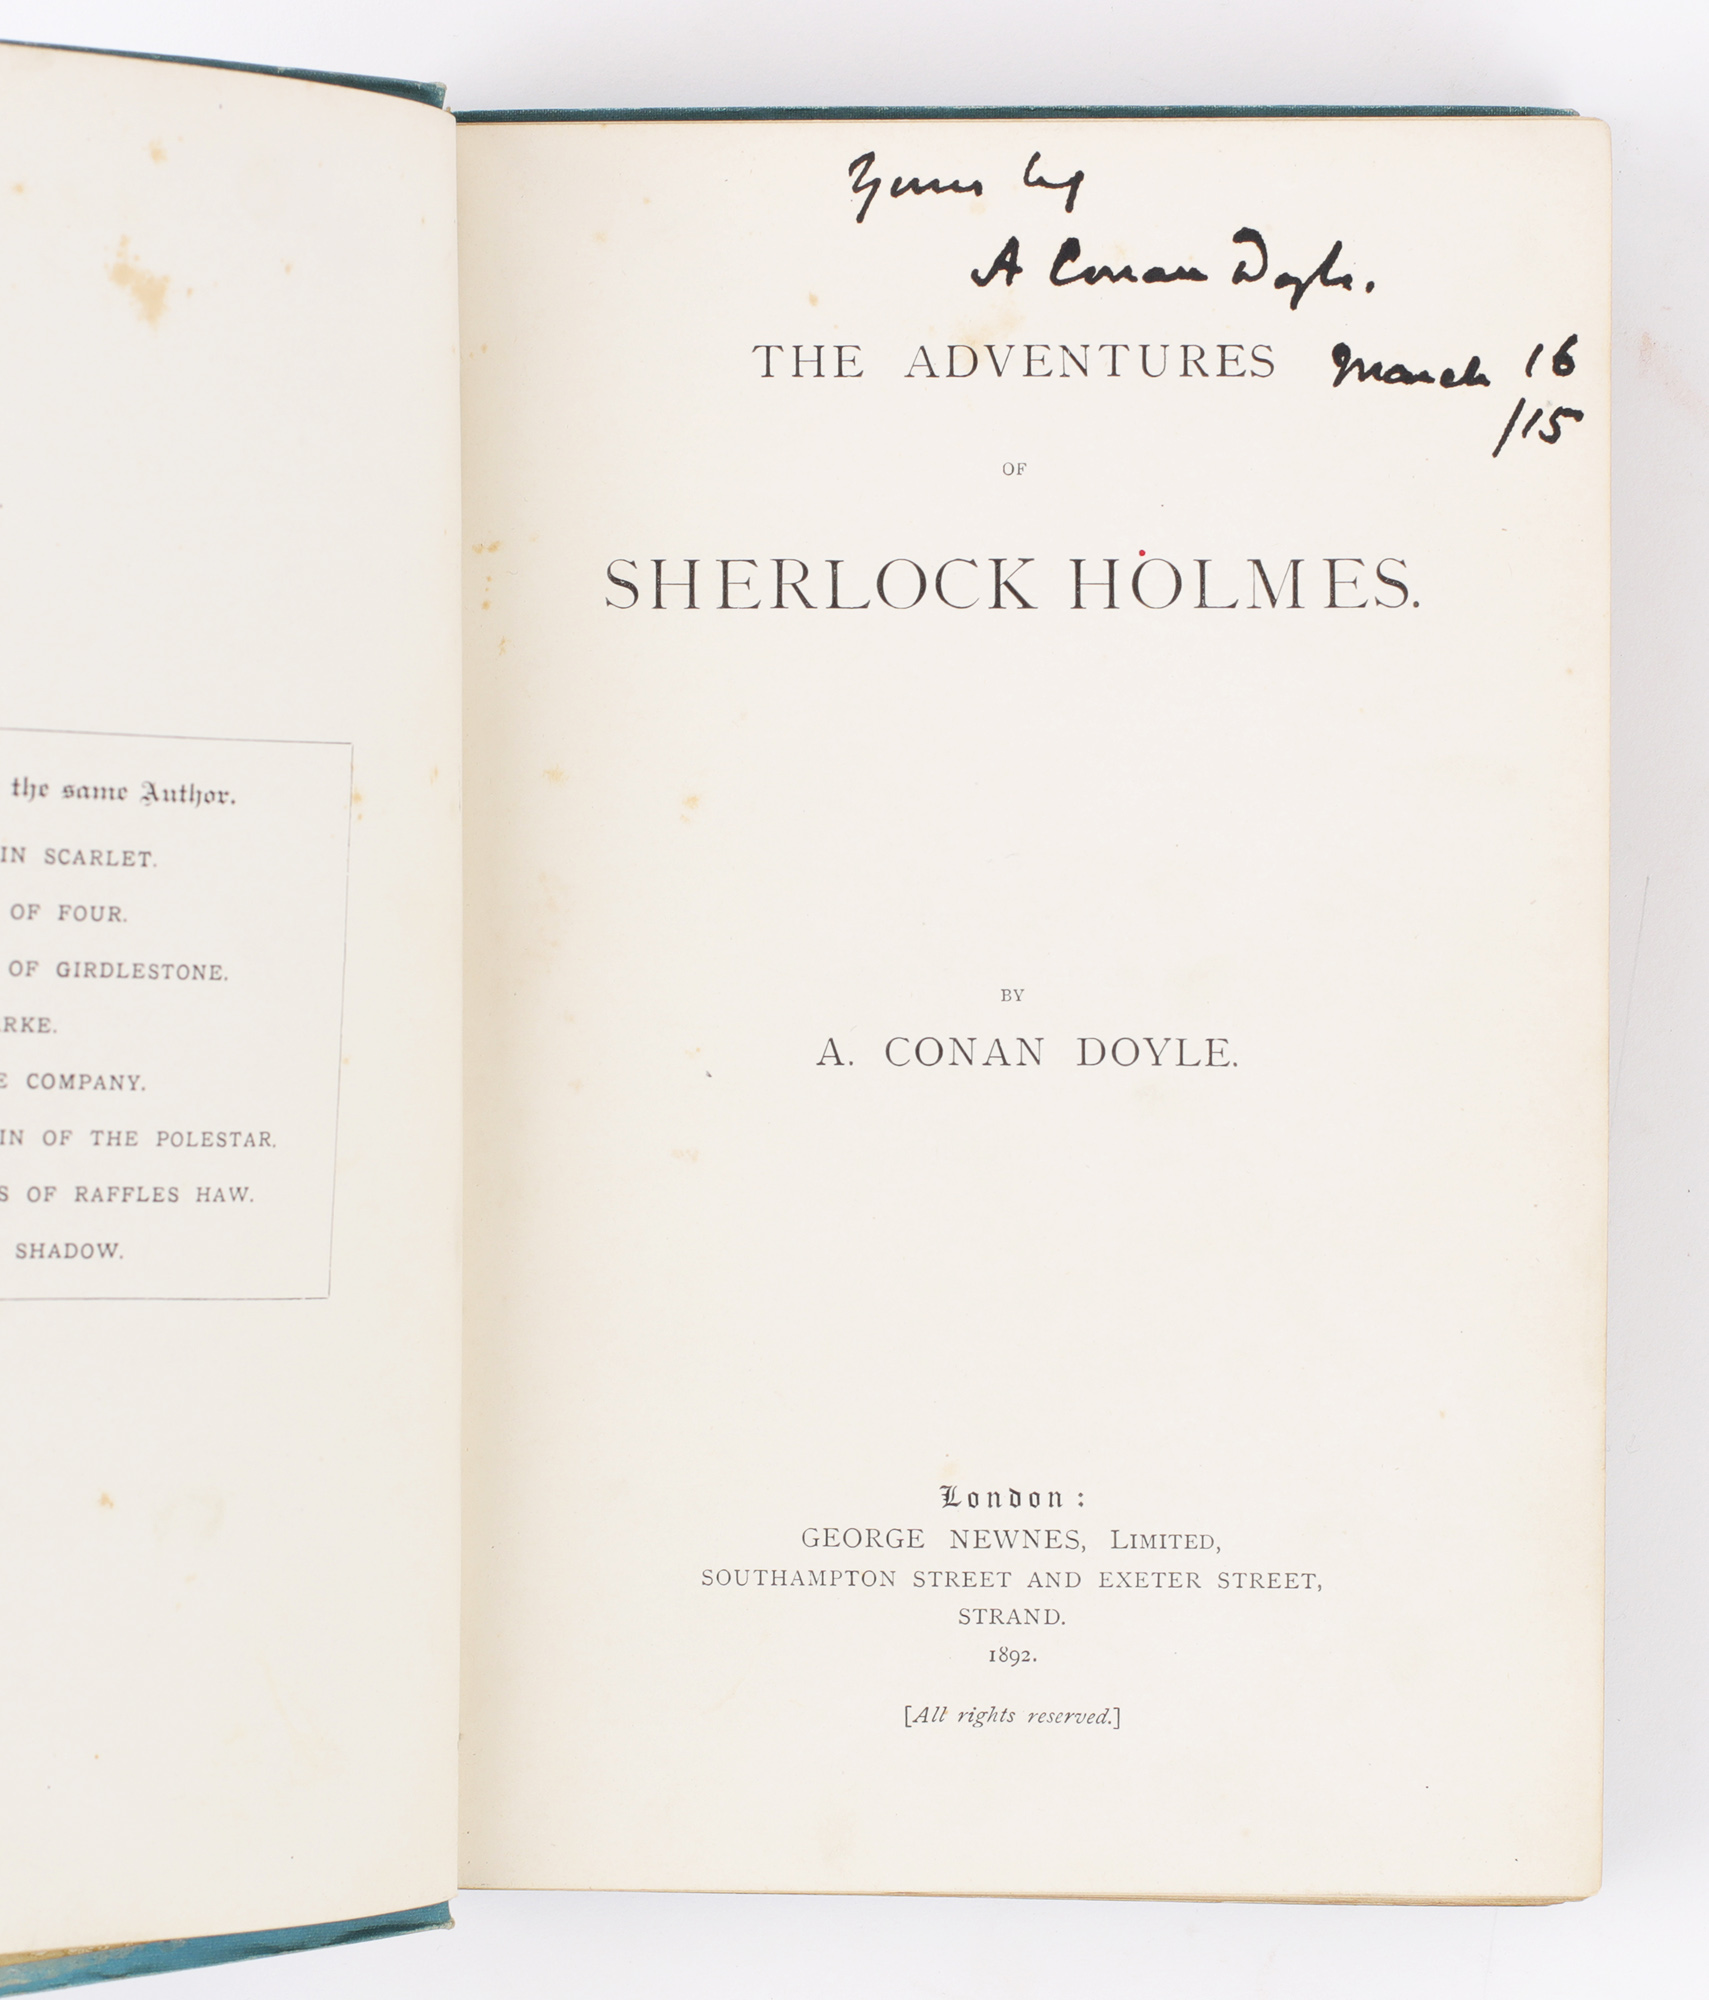 the same Author.
IN SCARLET.
OF FOUR.
OF GIRDLESTONE.
ARKE.
E COMPANY.
IN OF THE POLESTAR.
S OF RAFFLES HAW.
SHADOW.
Yours
A Conan Doyle.
March 16
/15
THE ADVENTURES
OF
SHERLOCK HOLMES.
BY
A. CONAN DOYLE.
London:
GEORGE NEWNES, LIMITED,
SOUTHAMPTON STREET AND EXETER STREET,
STRAND.
1892.
[All rights reserved.]